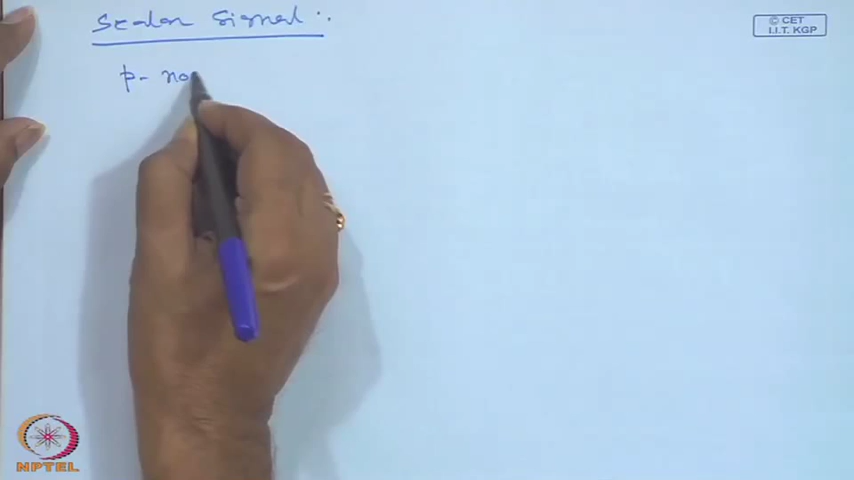 Scalar Signal :.
© CET
I.I.T. KGP
p- no
NPTEL